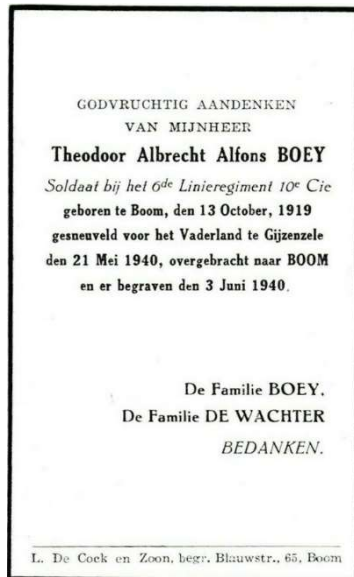 GODVRUCHTIG AANDENKEN
VAN MIJNHEER
Theodoor Albrecht Alfons BOEY
Soldaat bij het 6de Linieregiment 10e Cie
geboren te Boom, den 13 October, 1919
gesneuveld voor het Vaderland te Gijzenzele
den 21 Mei 1940, overgebracht naar BOOM
en er begraven den 3 Juni 1940.
De Familie BOEY.
De Familie DE WACHTER
BEDANKEN.
L. De Cock en Zoon, begr. Blauwstr., 65, Boom